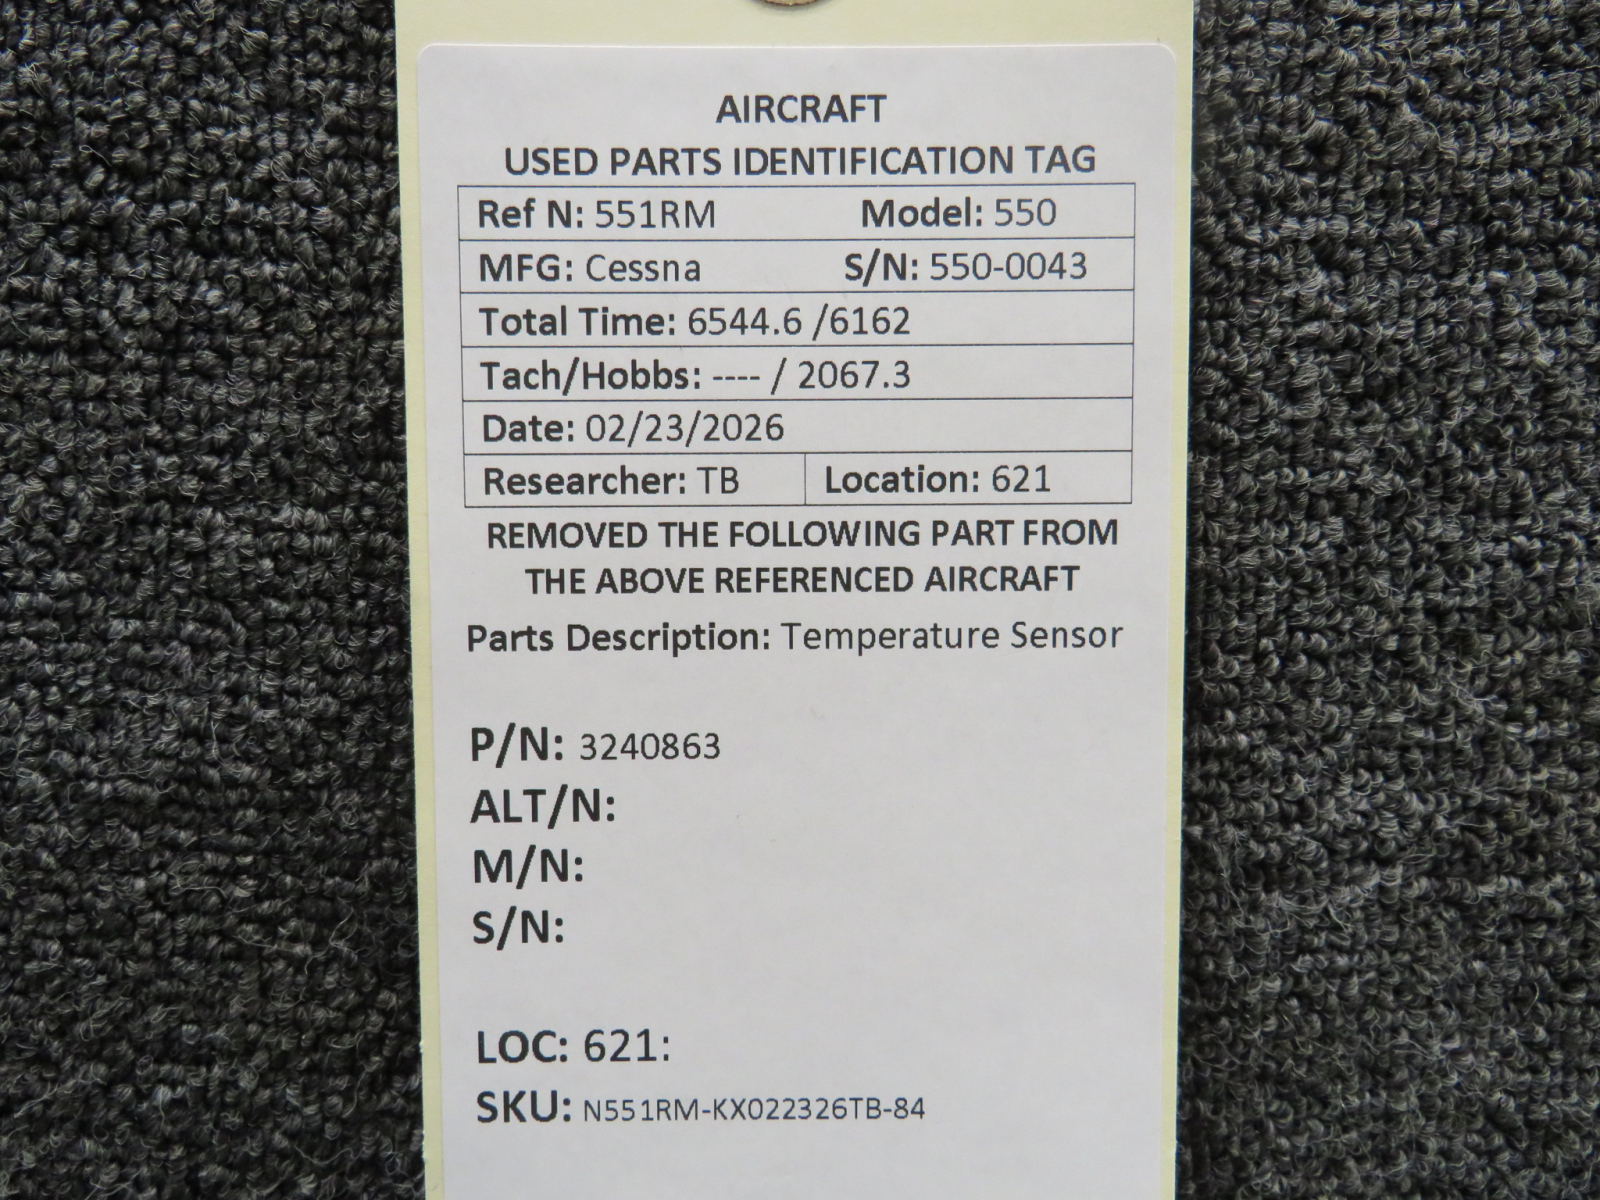 AIRCRAFT
USED PARTS IDENTIFICATION TAG
Ref N: 551RM Model: 550
MFG: Cessna S/N: 550-0043
Total Time: 6544.6 /6162
Tach/Hobbs: ---- / 2067.3
Date: 02/23/2026
Researcher: TB Location: 621
REMOVED THE FOLLOWING PART FROM
THE ABOVE REFERENCED AIRCRAFT
Parts Description: Temperature Sensor
P/N: 3240863
ALT/N:
M/N:
S/N:
LOC: 621:
SKU: N551RM-KX022326TB-84